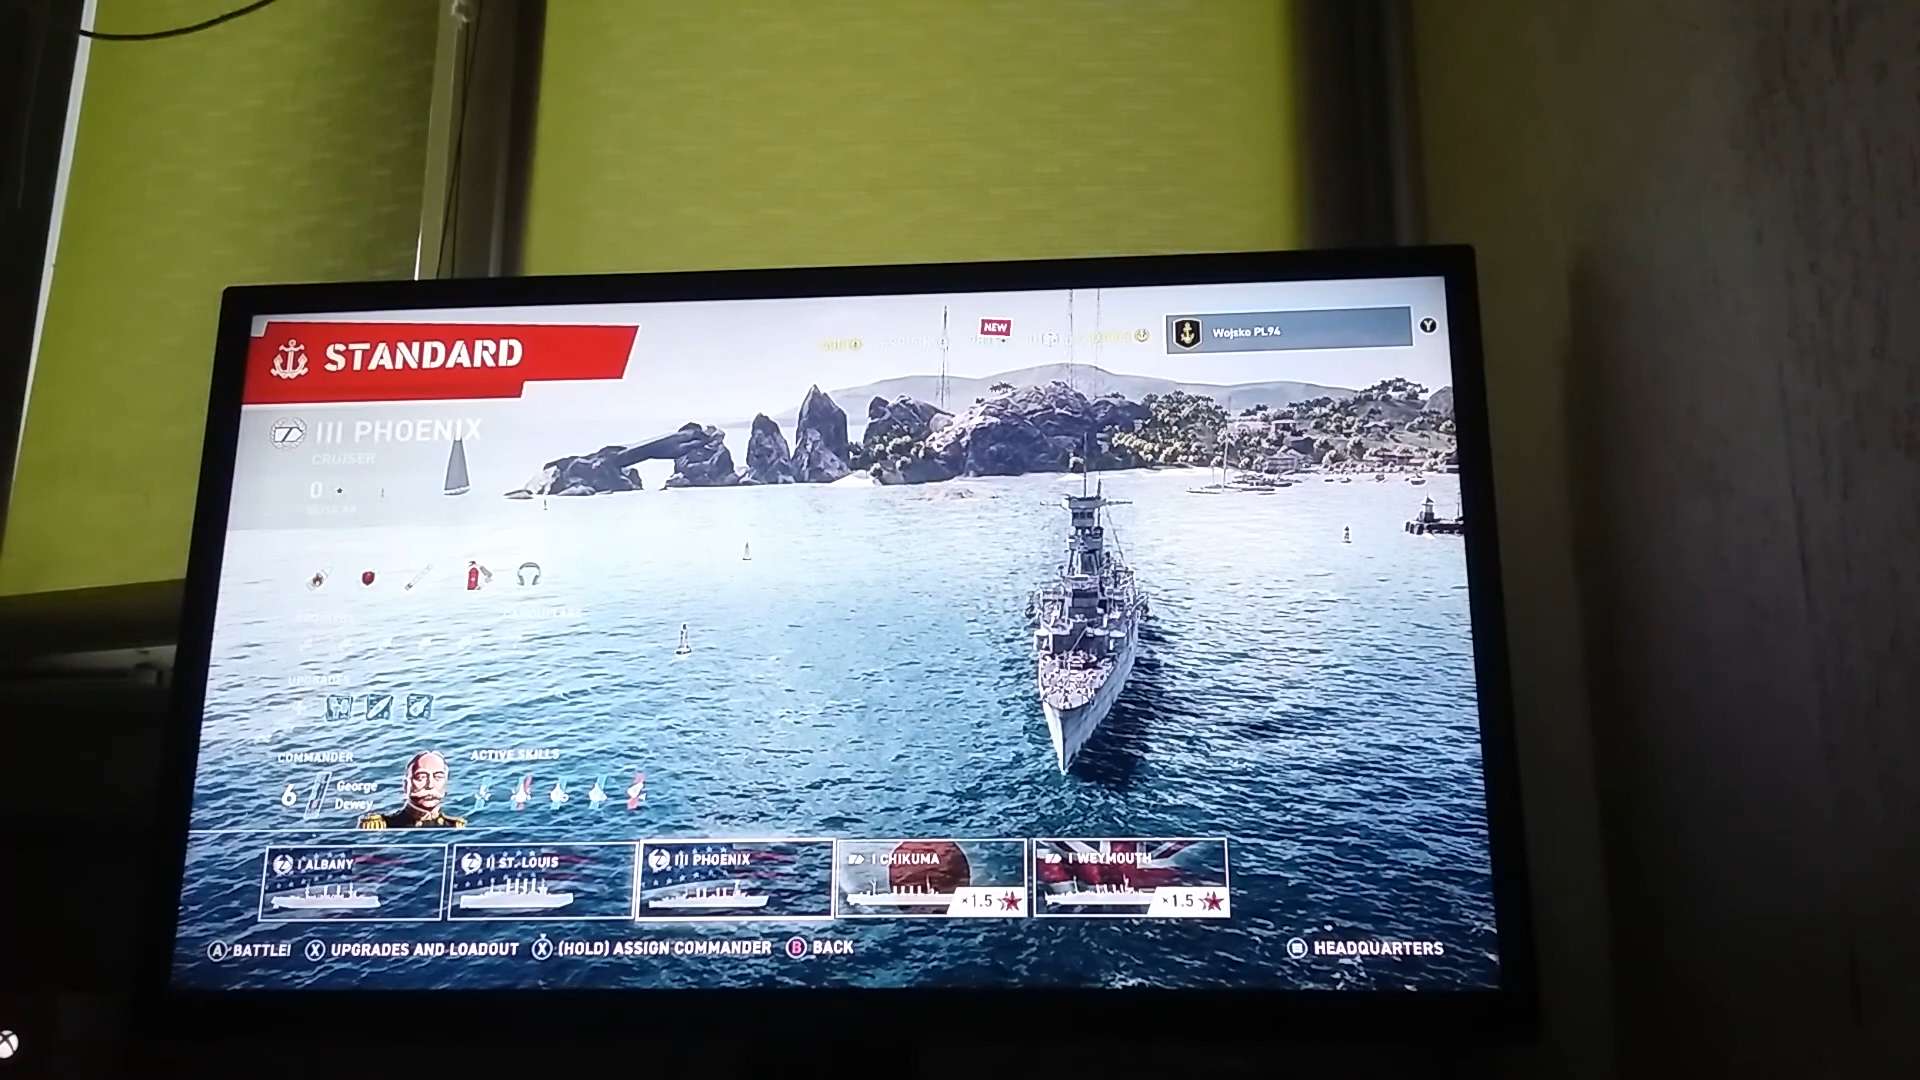 STANDARD
NEW
Wojsko PL94
Y
III PHOENIX
CRUISER
0
UPGRADES
COMMANDER
ACTIVE SKILLS
6
George
Dewey
I ALBANY
II ST. LOUIS
III PHOENIX
I CHIKUMA
×1.5
I WEYMOUTH
×1.5
A BATTLE!
X UPGRADES AND LOADOUT
X (HOLD) ASSIGN COMMANDER
B BACK
HEADQUARTERS